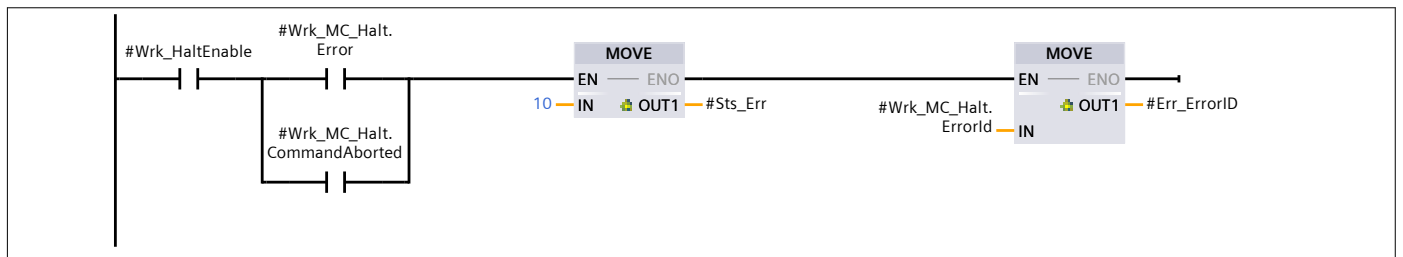 #Wrk_HaltEnable
#Wrk_MC_Halt.
Error
#Wrk_MC_Halt.
CommandAborted
MOVE
EN ENO
10 IN OUT1 #Sts_Err
MOVE
EN ENO
OUT1 #Err_ErrorID
#Wrk_MC_Halt.
ErrorId IN